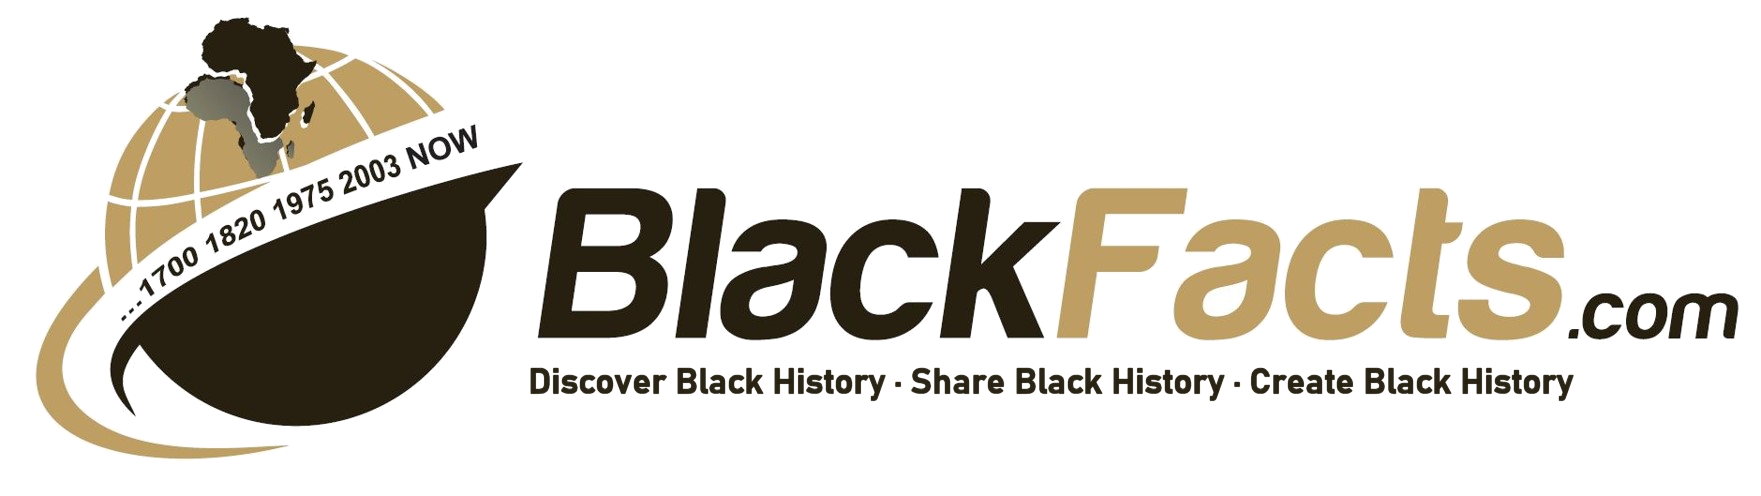 ...1700 1820 1975 2003 NOW
BlackFacts.com
Discover Black History · Share Black History · Create Black History